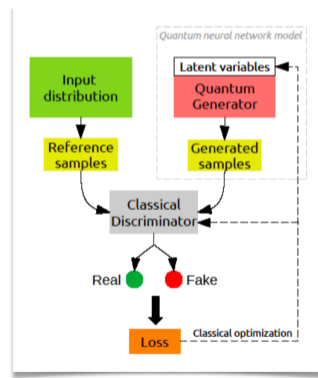 Quantum neural network model
Latent variables
Input
distribution
Quantum
Generator
Reference
samples
Generated
samples
Classical
Discriminator
Real
Fake
Classical optimization
Loss